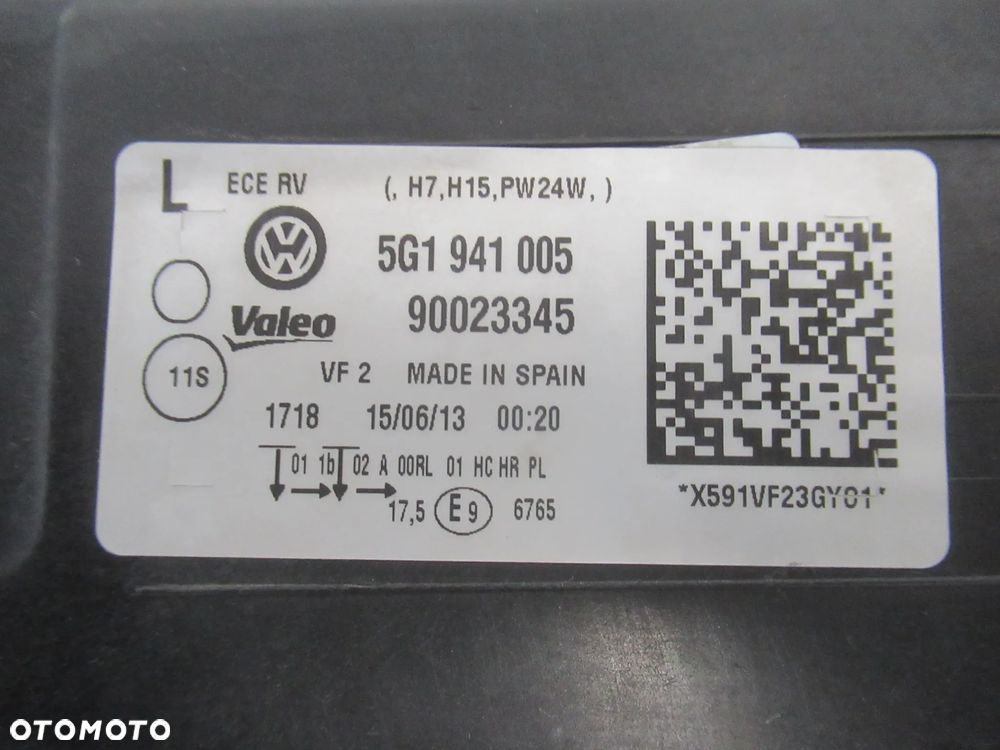 L ECE RV (, H7,H15,PW24W, )
5G1 941 005
Valeo 90023345
11S VF 2 MADE IN SPAIN
1718 15/06/13 00:20
01 1b 02 A 00RL 01 HC HR PL
17,5 E9 6765
*X591VF23GY01*
OTOMOTO